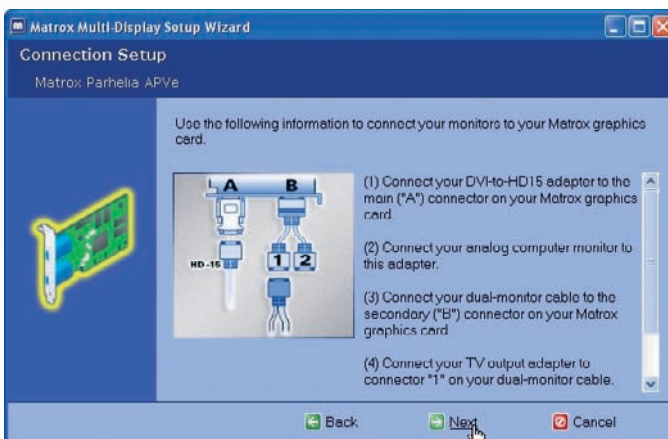 Matrox Multi-Display Setup Wizard
Connection Setup
Matrox Parhelia APVe
Use the following information to connect your monitors to your Matrox graphics
card.
A B
HD-15
1 2
(1) Connect your DVI-to-HD15 adapter to the
main ("A") connector on your Matrox graphics
card
(2) Connect your analog computer monitor to
this adapter.
(3) Connect your dual-monitor cable to the
secondary ("B") connector on your Matrox
graphics card
(4) Connect your TV output adapter to
connector "1" on your dual-monitor cable.
Back Next Cancel